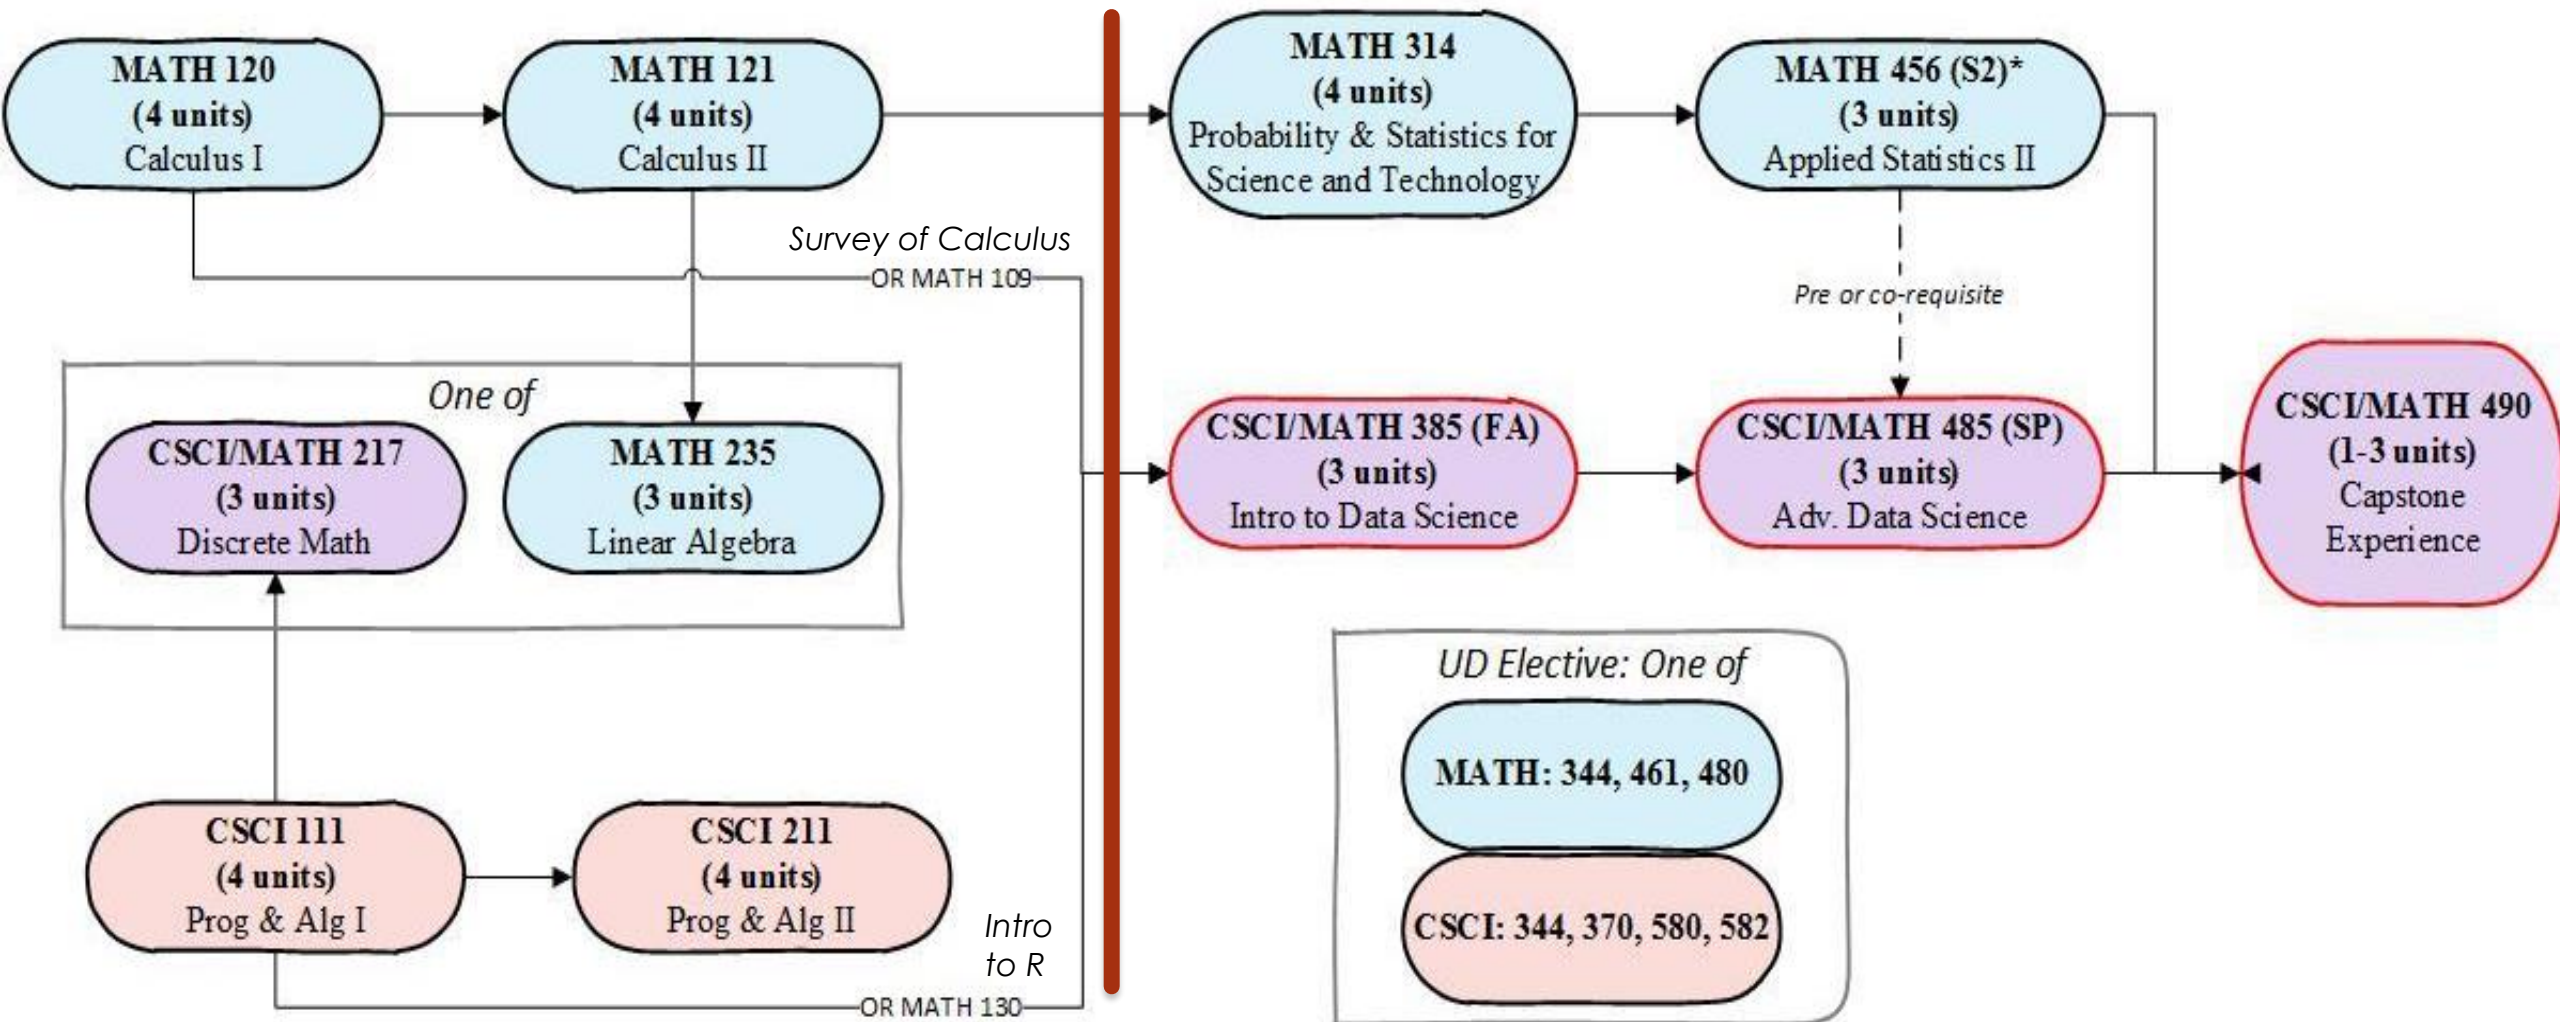 MATH 120
(4 units)
Calculus I
MATH 121
(4 units)
Calculus II
MATH 314
(4 units)
Probability & Statistics for
Science and Technology
MATH 456 (S2)*
(3 units)
Applied Statistics II
Survey of Calculus
OR MATH 109
Pre or co-requisite
One of
CSCI/MATH 217
(3 units)
Discrete Math
MATH 235
(3 units)
Linear Algebra
CSCI/MATH 385 (FA)
(3 units)
Intro to Data Science
CSCI/MATH 485 (SP)
(3 units)
Adv. Data Science
CSCI/MATH 490
(1-3 units)
Capstone
Experience
UD Elective: One of
MATH: 344, 461, 480
CSCI: 344, 370, 580, 582
CSCI 111
(4 units)
Prog & Alg I
CSCI 211
(4 units)
Prog & Alg II
Intro
to R
OR MATH 130